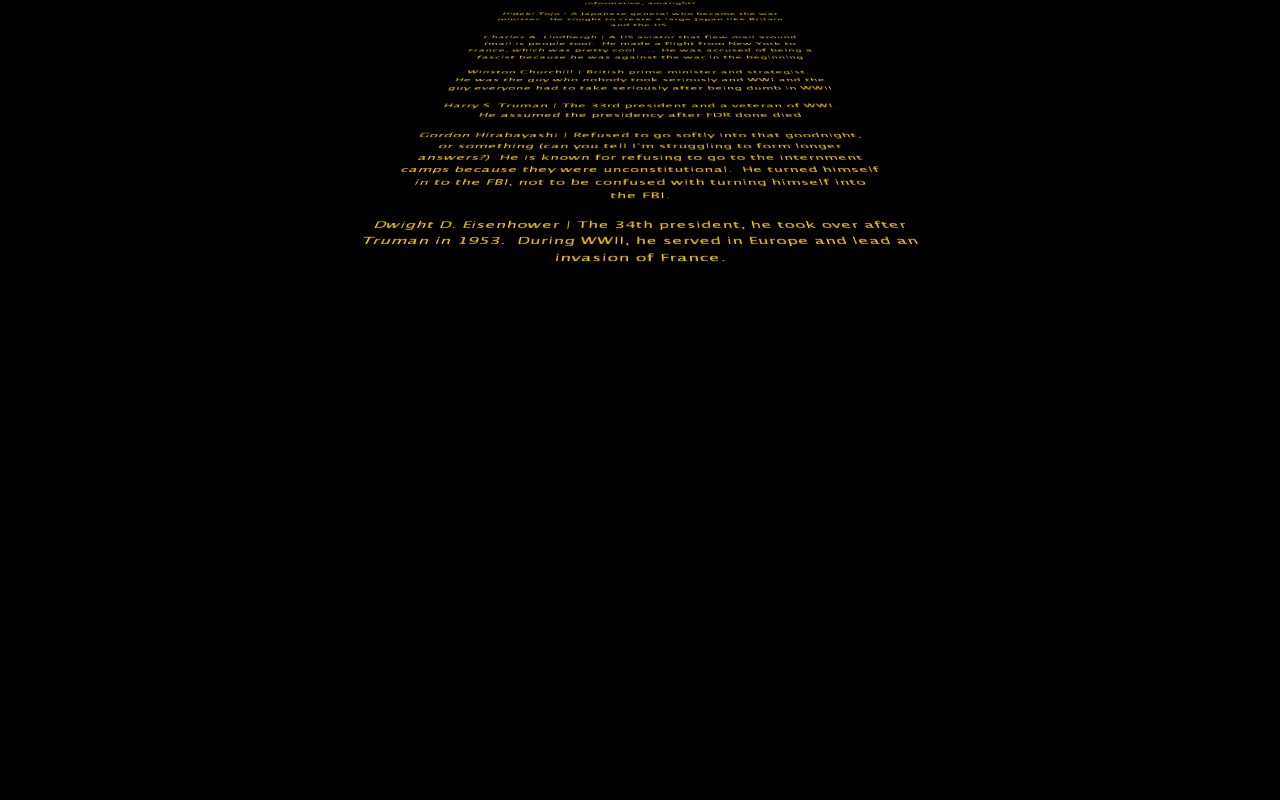 informative, amaright?
Hideki Tojo | A Japanese general who became the war
minister. He sought to create a large Japan like Britain
and the US
Charles A. Lindbergh | A US aviator that flew mail around
(mail is people too). He made a flight from New York to
France, which was pretty cool. .... He was accused of being a
fascist because he was against the war in the beginning
Winston Churchill | British prime minister and strategist.
He was the guy who nobody took seriously and WWI and the
guy everyone had to take seriously after being dumb in WWII
Harry S. Truman | The 33rd president and a veteran of WWI
He assumed the presidency after FDR done died
Gordon Hirabayashi | Refused to go softly into that goodnight,
or something (can you tell I'm struggling to form longer
answers?) He is known for refusing to go to the internment
camps because they were unconstitutional. He turned himself
in to the FBI, not to be confused with turning himself into
the FBI.
Dwight D. Eisenhower | The 34th president, he took over after
Truman in 1953. During WWII, he served in Europe and lead an
invasion of France.